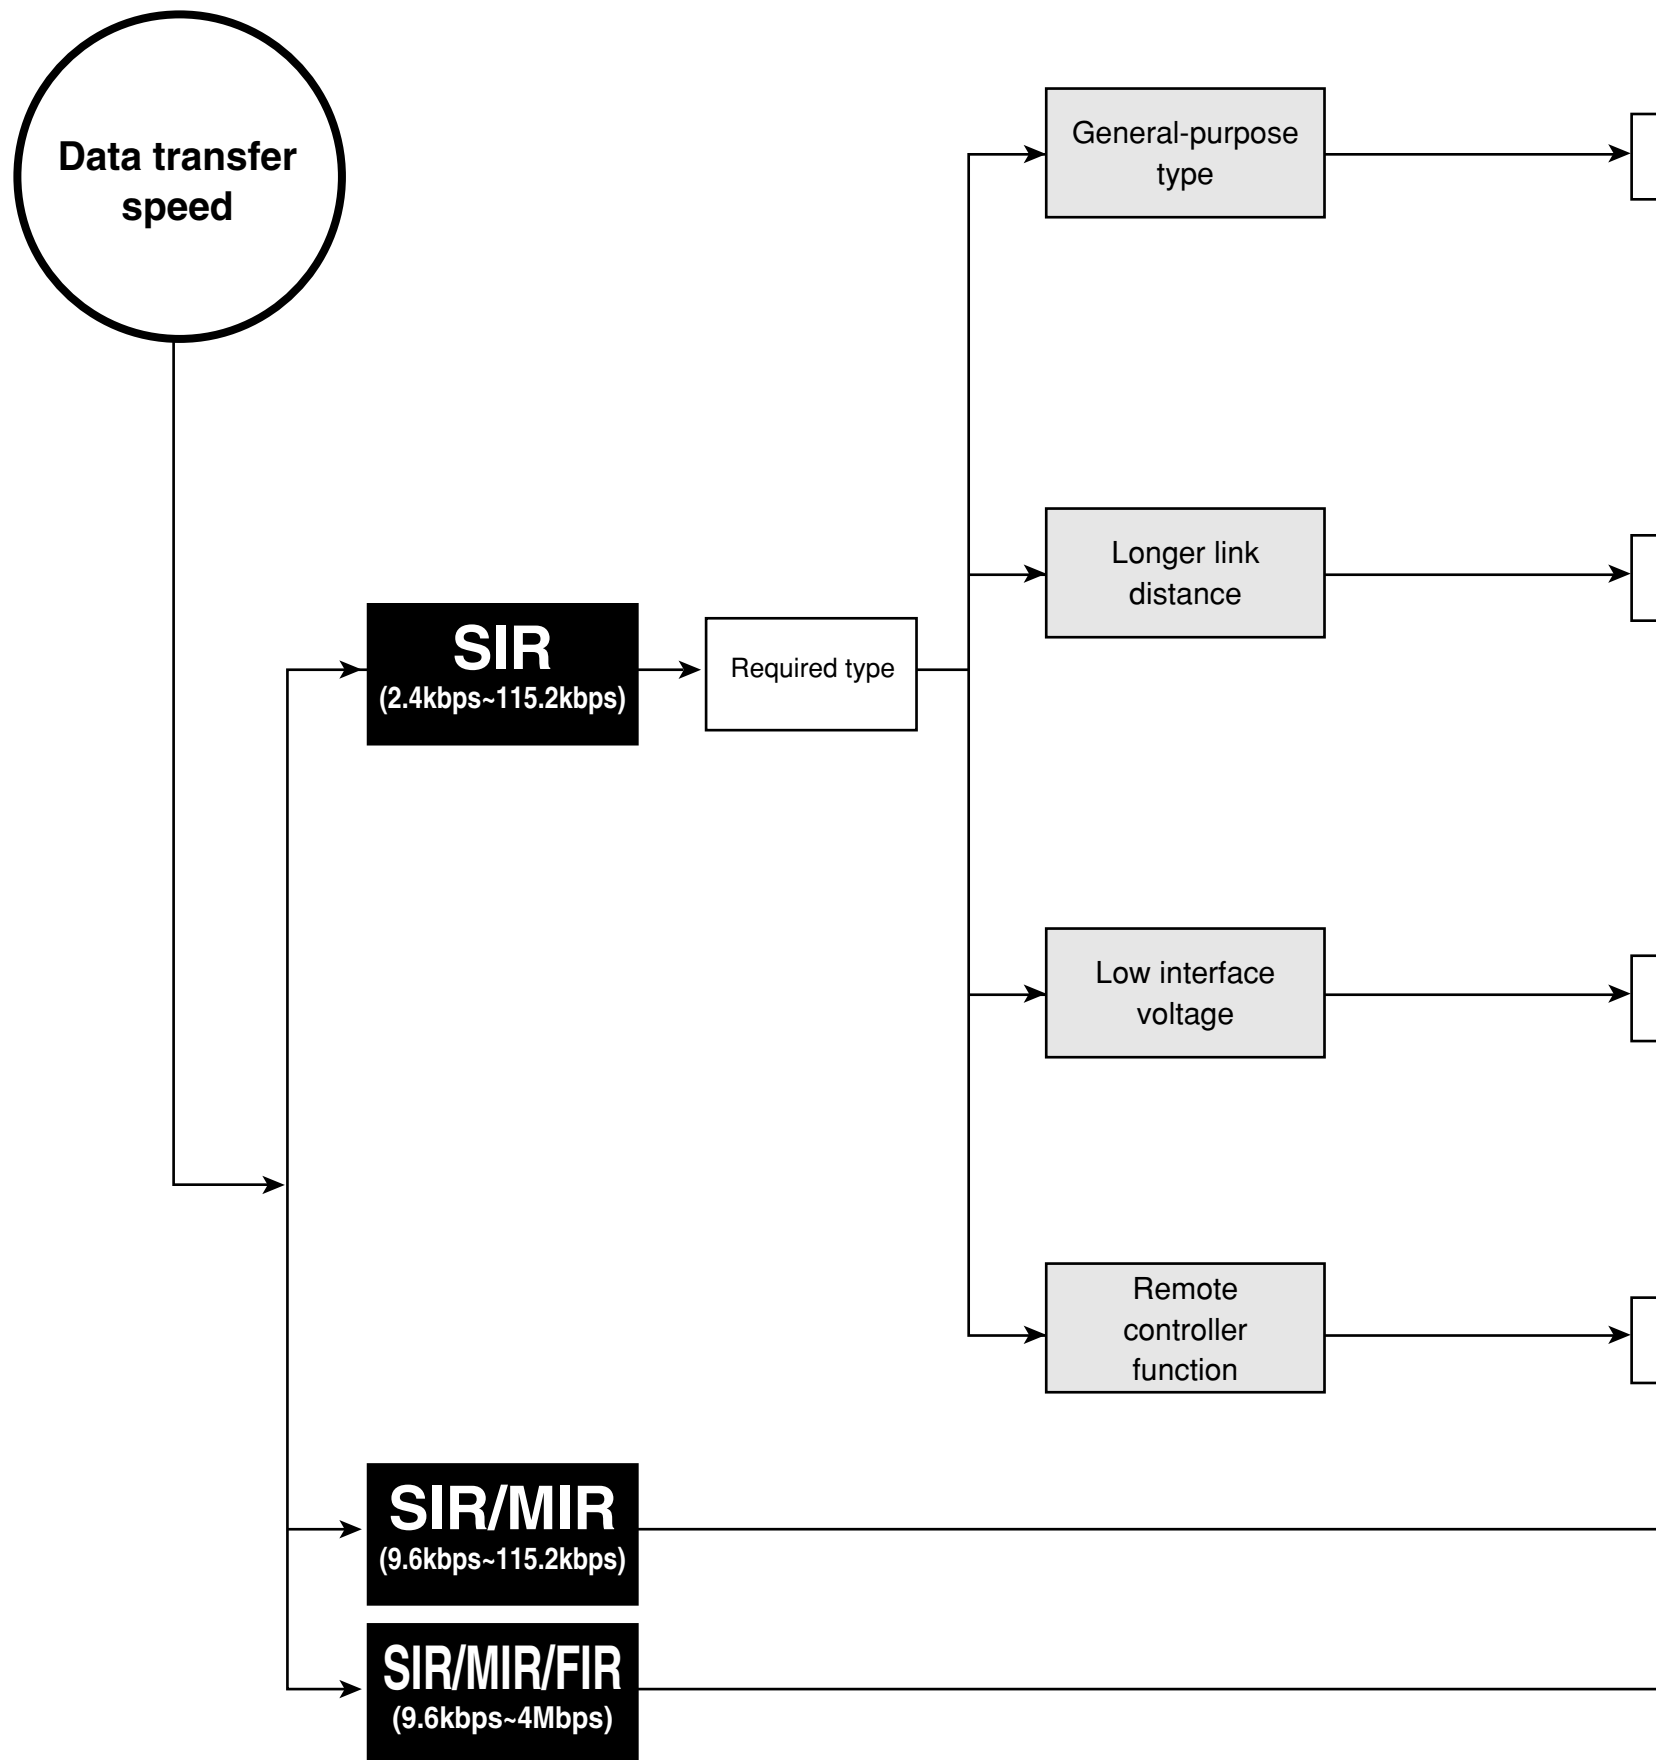 Data transfer
speed
General-purpose
type
Longer link
distance
SIR
(2.4kbps~115.2kbps)
Required type
Low interface
voltage
Remote
controller
function
SIR/MIR
(9.6kbps~115.2kbps)
SIR/MIR/FIR
(9.6kbps~4Mbps)